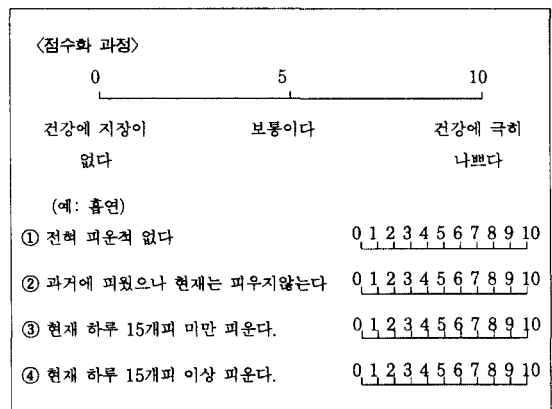 〈점수화 과정〉
0 5 10
건강에 지장이 보통이다 건강에 극히
없다 나쁘다
(예: 흡연)
① 전혀 피운적 없다 0 1 2 3 4 5 6 7 8 9 10
② 과거에 피웠으나 현재는 피우지않는다 0 1 2 3 4 5 6 7 8 9 10
③ 현재 하루 15개피 미만 피운다. 0 1 2 3 4 5 6 7 8 9 10
④ 현재 하루 15개피 이상 피운다. 0 1 2 3 4 5 6 7 8 9 10